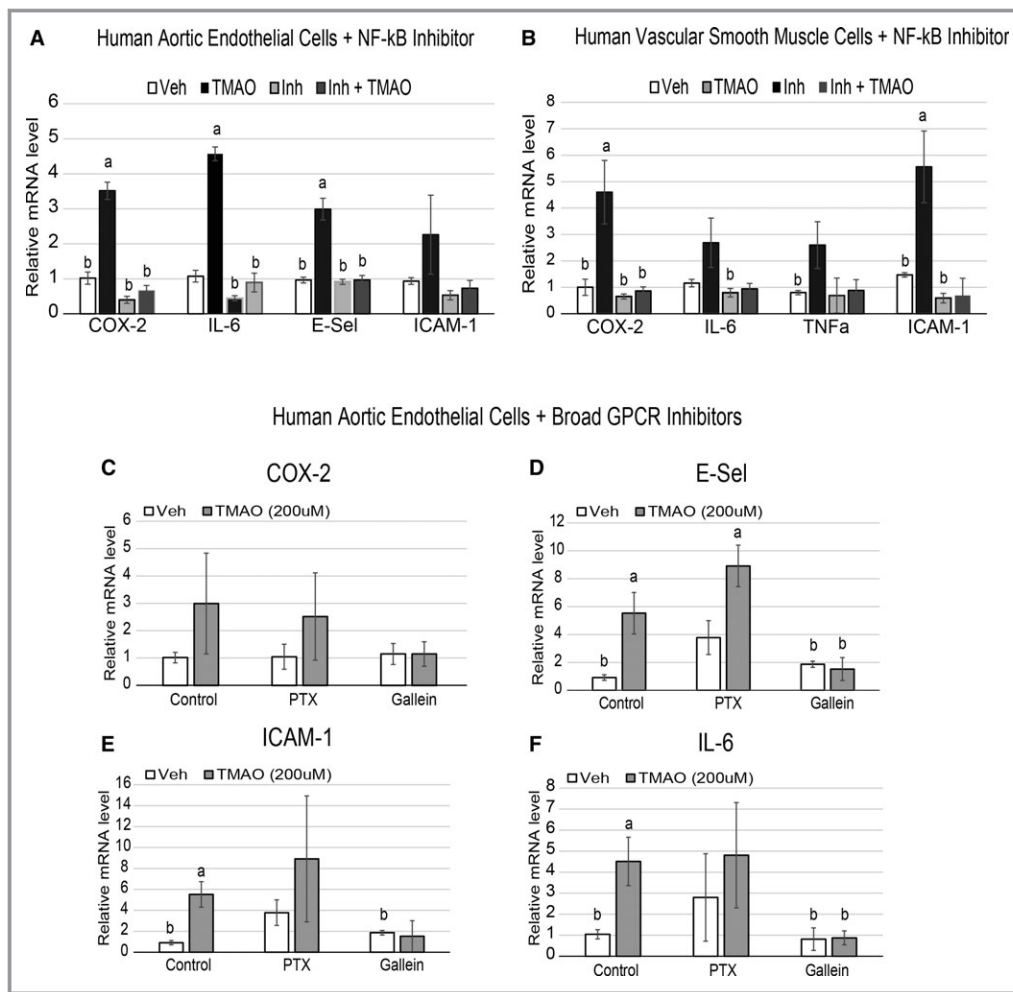 A Human Aortic Endothelial Cells + NF-kB Inhibitor
Veh TMAO Inh Inh + TMAO
Relative mRNA level
6
5
4
3
2
1
0
b a b b
a b b
b a b b
COX-2 IL-6 E-Sel ICAM-1
B Human Vascular Smooth Muscle Cells + NF-kB Inhibitor
Veh TMAO Inh Inh + TMAO
Relative mRNA level
8
7
6
5
4
3
2
1
0
b a b b
b
b
a b
COX-2 IL-6 TNFa ICAM-1
Human Aortic Endothelial Cells + Broad GPCR Inhibitors
C COX-2
Veh TMAO (200uM)
Relative mRNA level
6
5
4
3
2
1
0
Control PTX Gallein
D E-Sel
Veh TMAO (200uM)
Relative mRNA level
12
10
8
6
4
2
0
b a a b b
Control PTX Gallein
E ICAM-1
Veh TMAO (200uM)
Relative mRNA level
16
14
12
10
8
6
4
2
0
b a b
Control PTX Gallein
F IL-6
Veh TMAO (200uM)
Relative mRNA level
8
7
6
5
4
3
2
1
0
b a b b
Control PTX Gallein